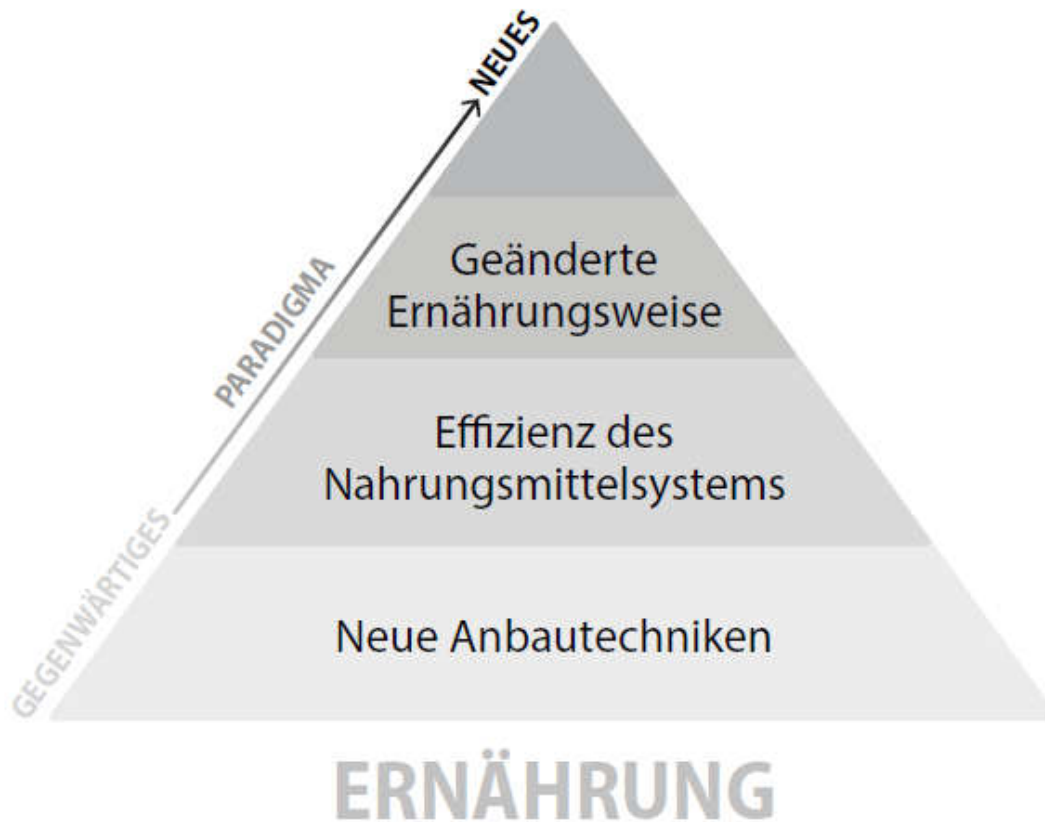 NEUES
PARADIGMA
GEGENWÄRTIGES
Geänderte
Ernährungsweise
Effizienz des
Nahrungsmittelsystems
Neue Anbautechniken
ERNÄHRUNG